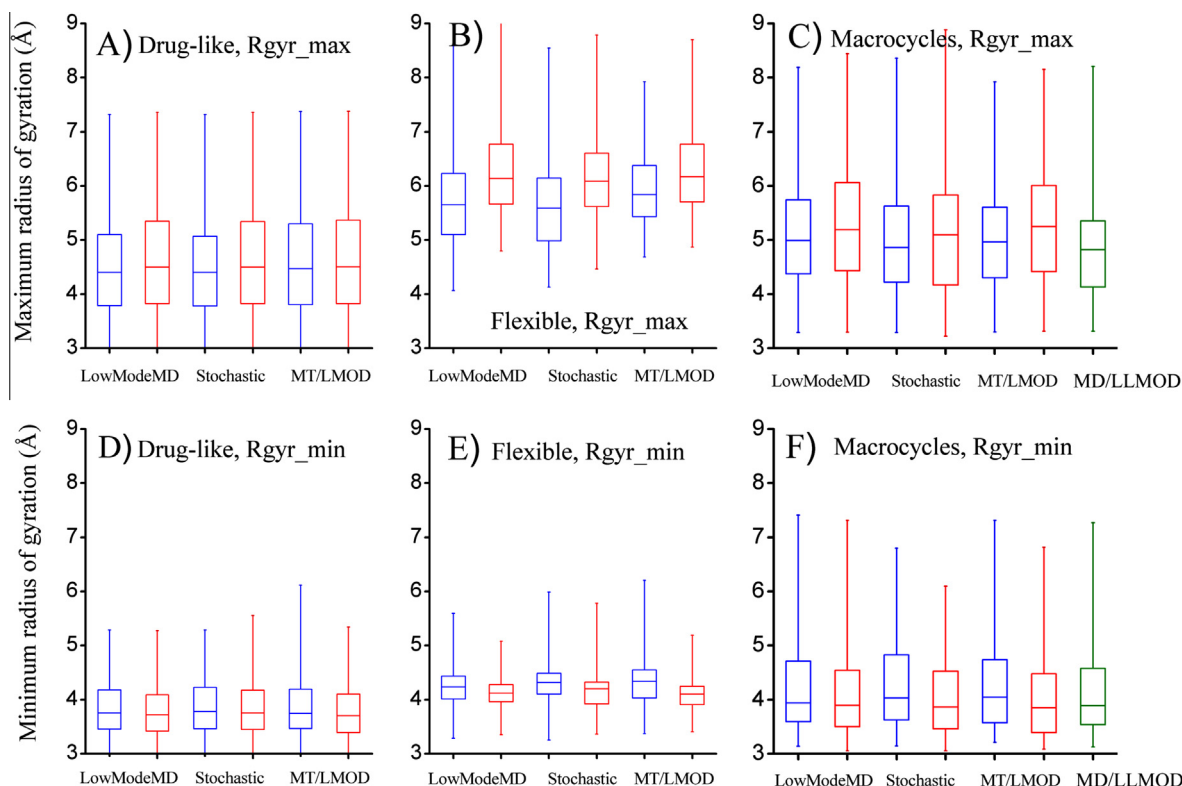 Maximum radius of gyration (Å)
9
8
7
6
5
4
3
A) Drug-like, Rgyr_max
LowModeMD Stochastic MT/LMOD
9
8
7
6
5
4
3
B)
Flexible, Rgyr_max
LowModeMD Stochastic MT/LMOD
9
8
7
6
5
4
3
C) Macrocycles, Rgyr_max
LowModeMD Stochastic MT/LMOD MD/LLMOD
Minimum radius of gyration (Å)
9
8
7
6
5
4
3
D) Drug-like, Rgyr_min
LowModeMD Stochastic MT/LMOD
9
8
7
6
5
4
3
E) Flexible, Rgyr_min
LowModeMD Stochastic MT/LMOD
9
8
7
6
5
4
3
F) Macrocycles, Rgyr_min
LowModeMD Stochastic MT/LMOD MD/LLMOD